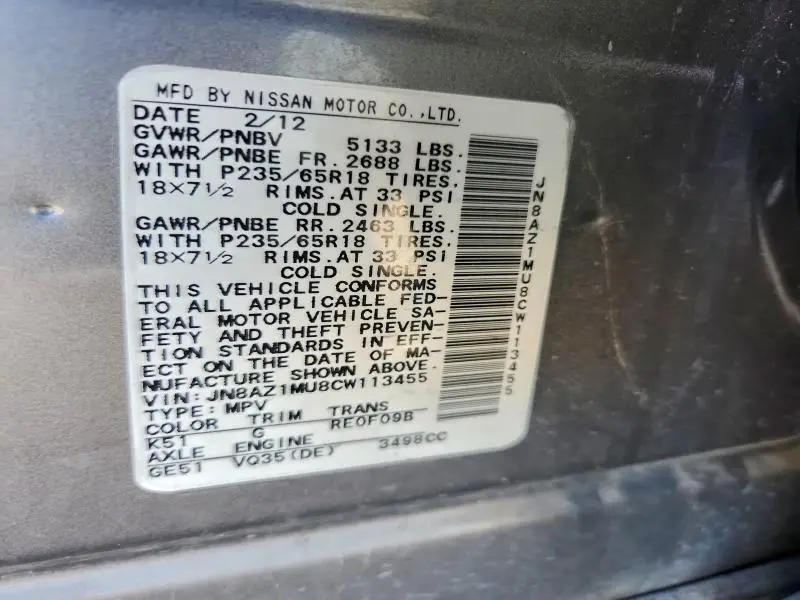 MFD BY NISSAN MOTOR CO.,LTD.
DATE 2/12
GVWR/PNBV 5133 LBS.
GAWR/PNBE FR. 2688 LBS.
WITH P235/65R18 TIRES.
18×7½ RIMS. AT 33 PSI
COLD SINGLE.
GAWR/PNBE RR. 2463 LBS.
WITH P235/65R18 TIRES.
18×7½ RIMS. AT 33 PSI
COLD SINGLE.
THIS VEHICLE CONFORMS
TO ALL APPLICABLE FED-
ERAL MOTOR VEHICLE SA-
FETY AND THEFT PREVEN-
TION STANDARDS IN EFF-
ECT ON THE DATE OF MA-
NUFACTURE SHOWN ABOVE.
VIN: JN8AZ1MU8CW113455
TYPE: MPV
COLOR TRIM TRANS
K51 G RE0F09B
AXLE ENGINE
GE51 VQ35(DE) 3498CC
JN8AZ1MU8CW113455